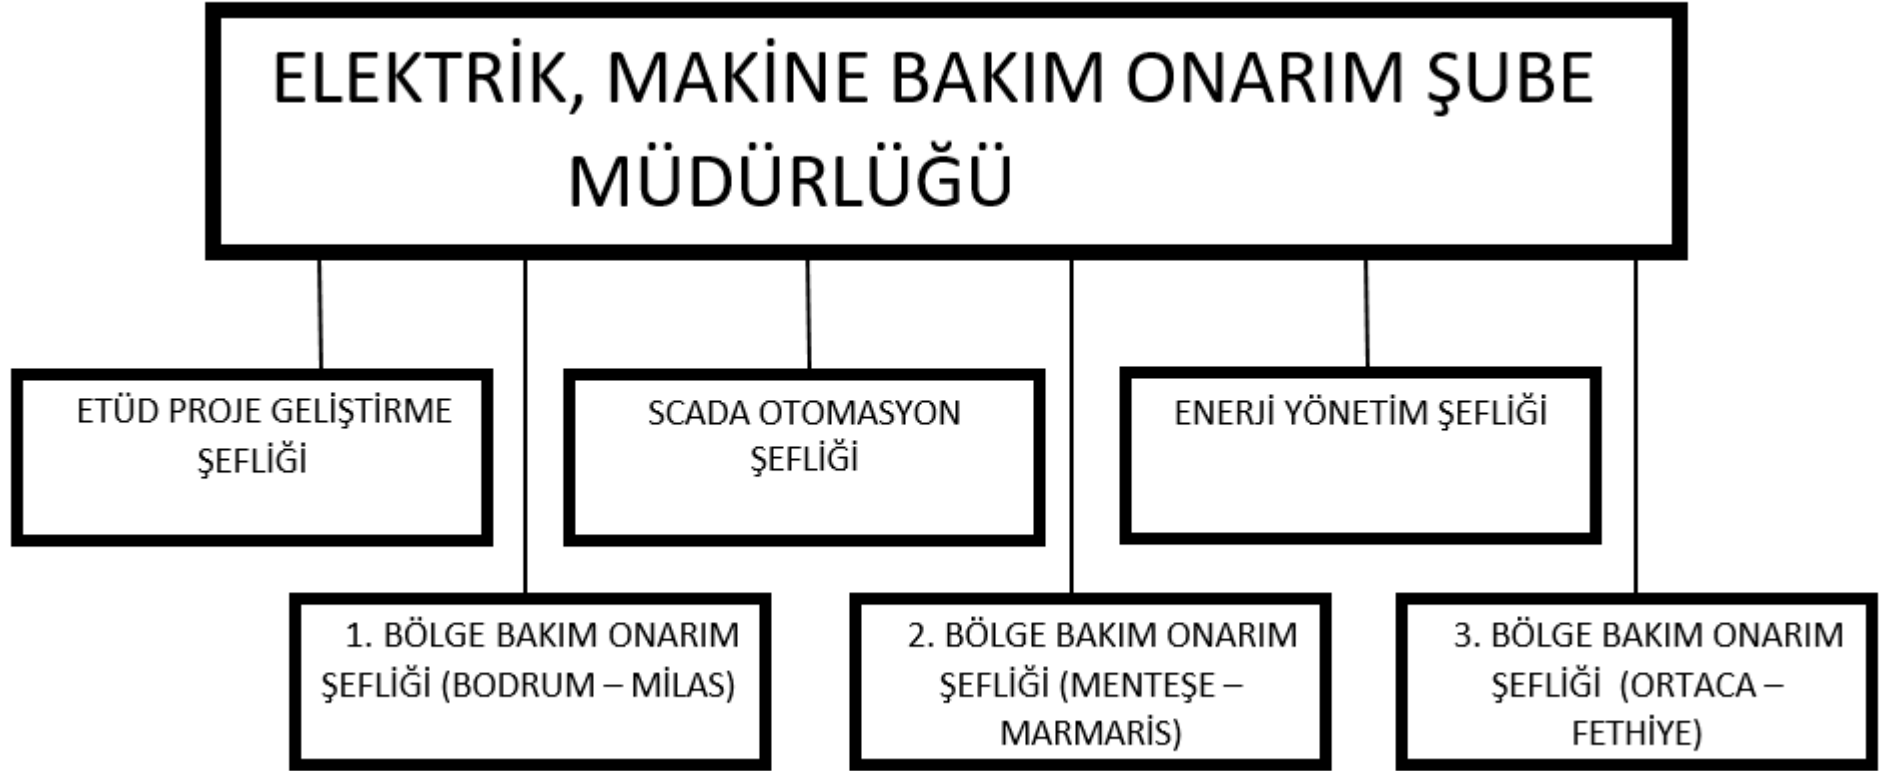 ELEKTRİK, MAKİNE BAKIM ONARIM ŞUBE
MÜDÜRLÜĞÜ
ETÜD PROJE GELİŞTİRME
ŞEFLİĞİ
SCADA OTOMASYON
ŞEFLİĞİ
ENERJİ YÖNETİM ŞEFLİĞİ
1. BÖLGE BAKIM ONARIM
ŞEFLİĞİ (BODRUM – MİLAS)
2. BÖLGE BAKIM ONARIM
ŞEFLİĞİ (MENTEŞE –
MARMARİS)
3. BÖLGE BAKIM ONARIM
ŞEFLİĞİ  (ORTACA –
FETHİYE)